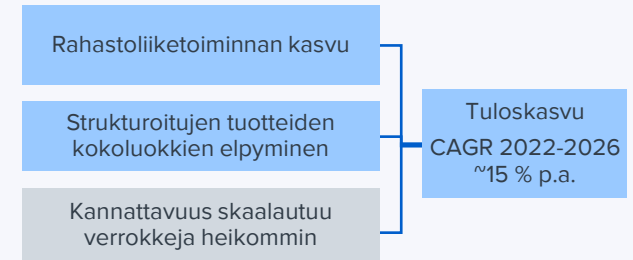 Rahastoliiketoiminnan kasvu
Strukturoitujen tuotteiden
kokoluokkien elpyminen
Kannattavuus skaalautuu
verrokkeja heikommin
Tuloskasvu
CAGR 2022-2026
~15 % p.a.